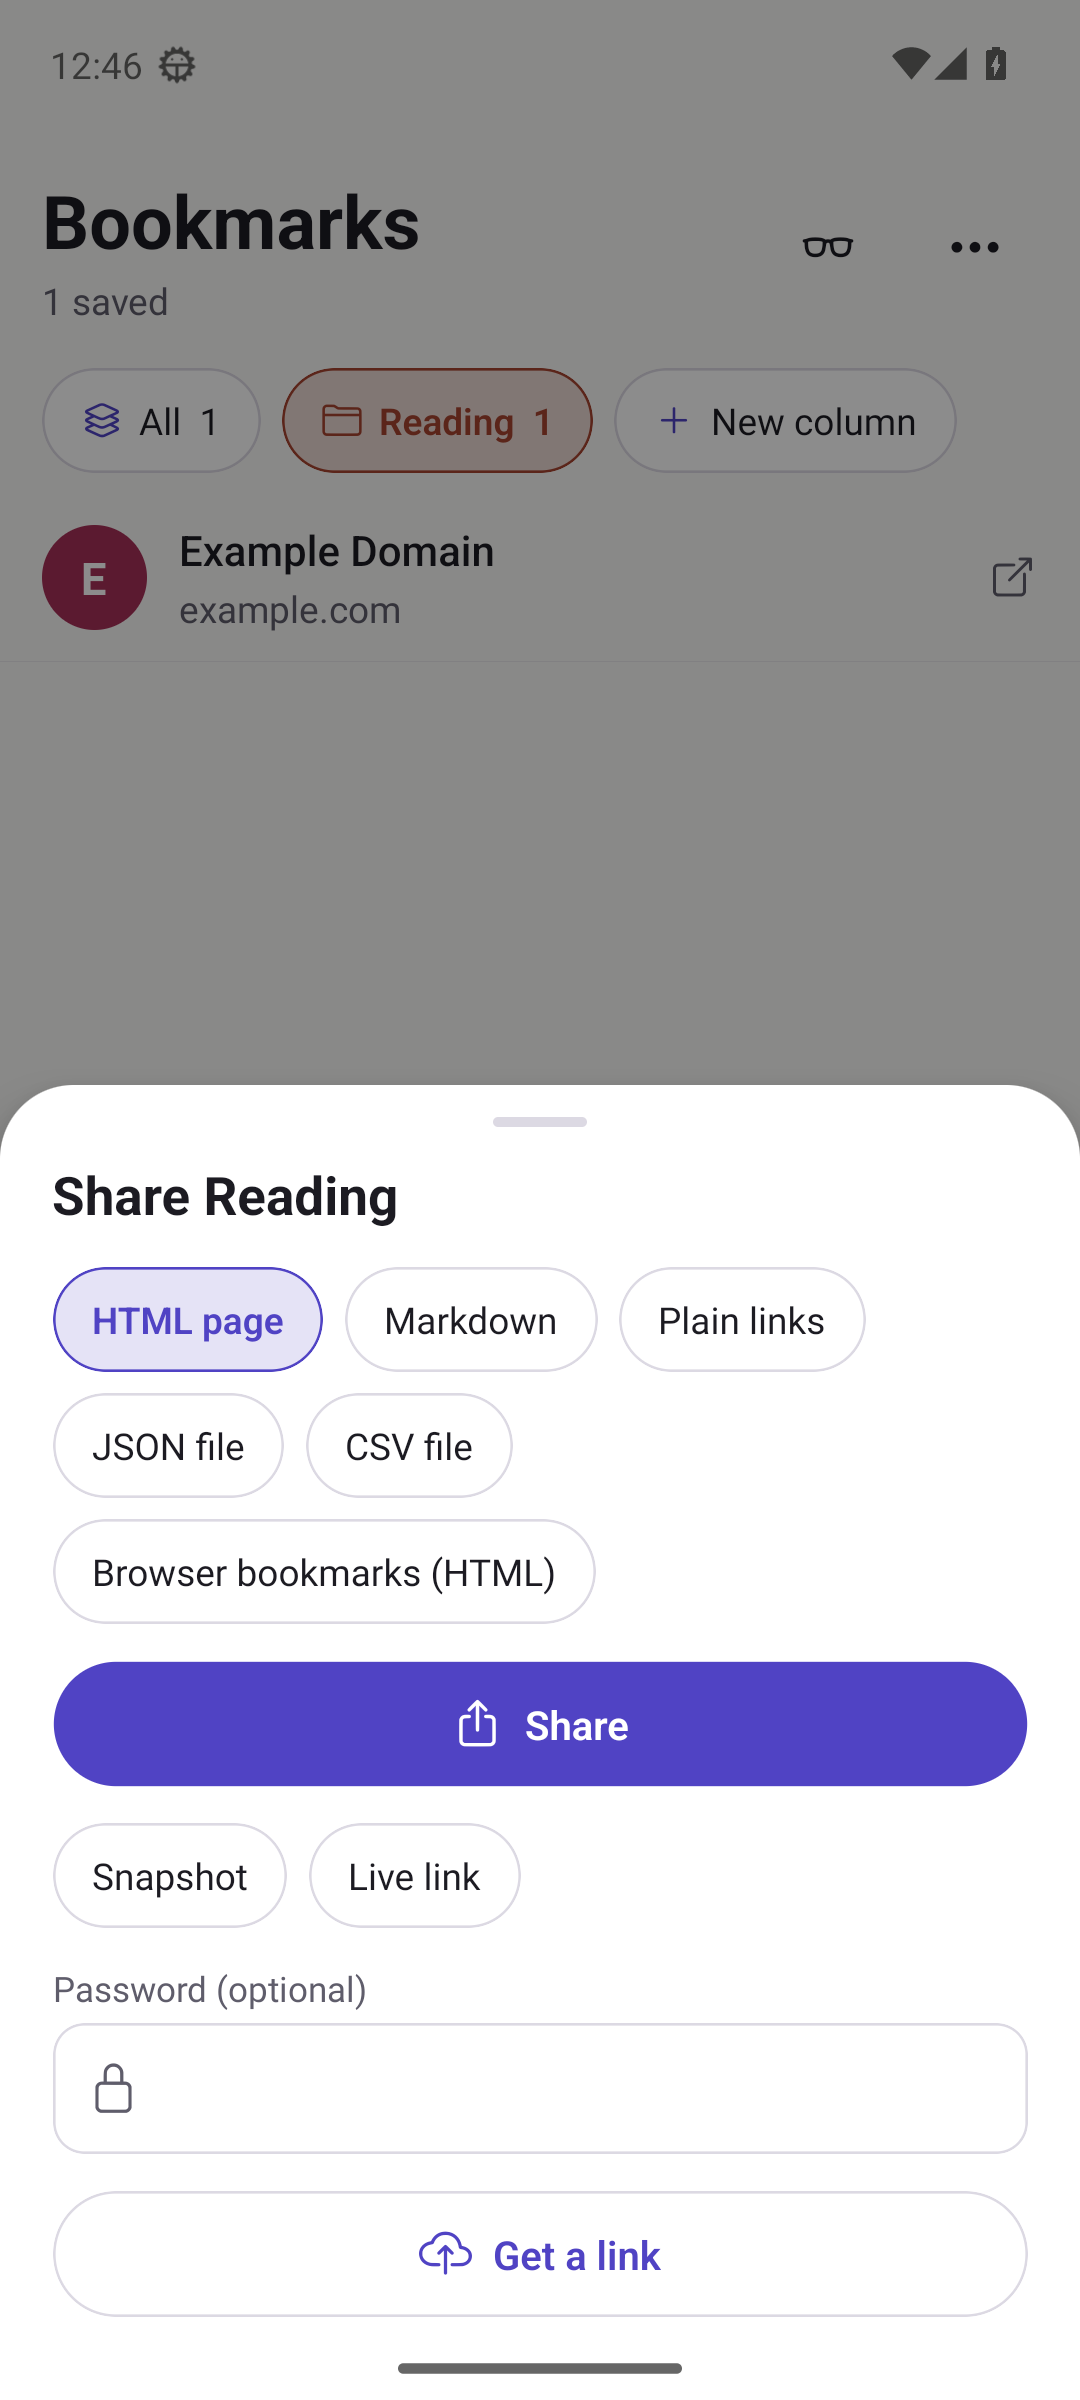 12:46
Bookmarks
1 saved
All 1
Reading 1
New column
E
Example Domain
example.com
Share Reading
HTML page
Markdown
Plain links
JSON file
CSV file
Browser bookmarks (HTML)
Share
Snapshot
Live link
Password (optional)
Get a link